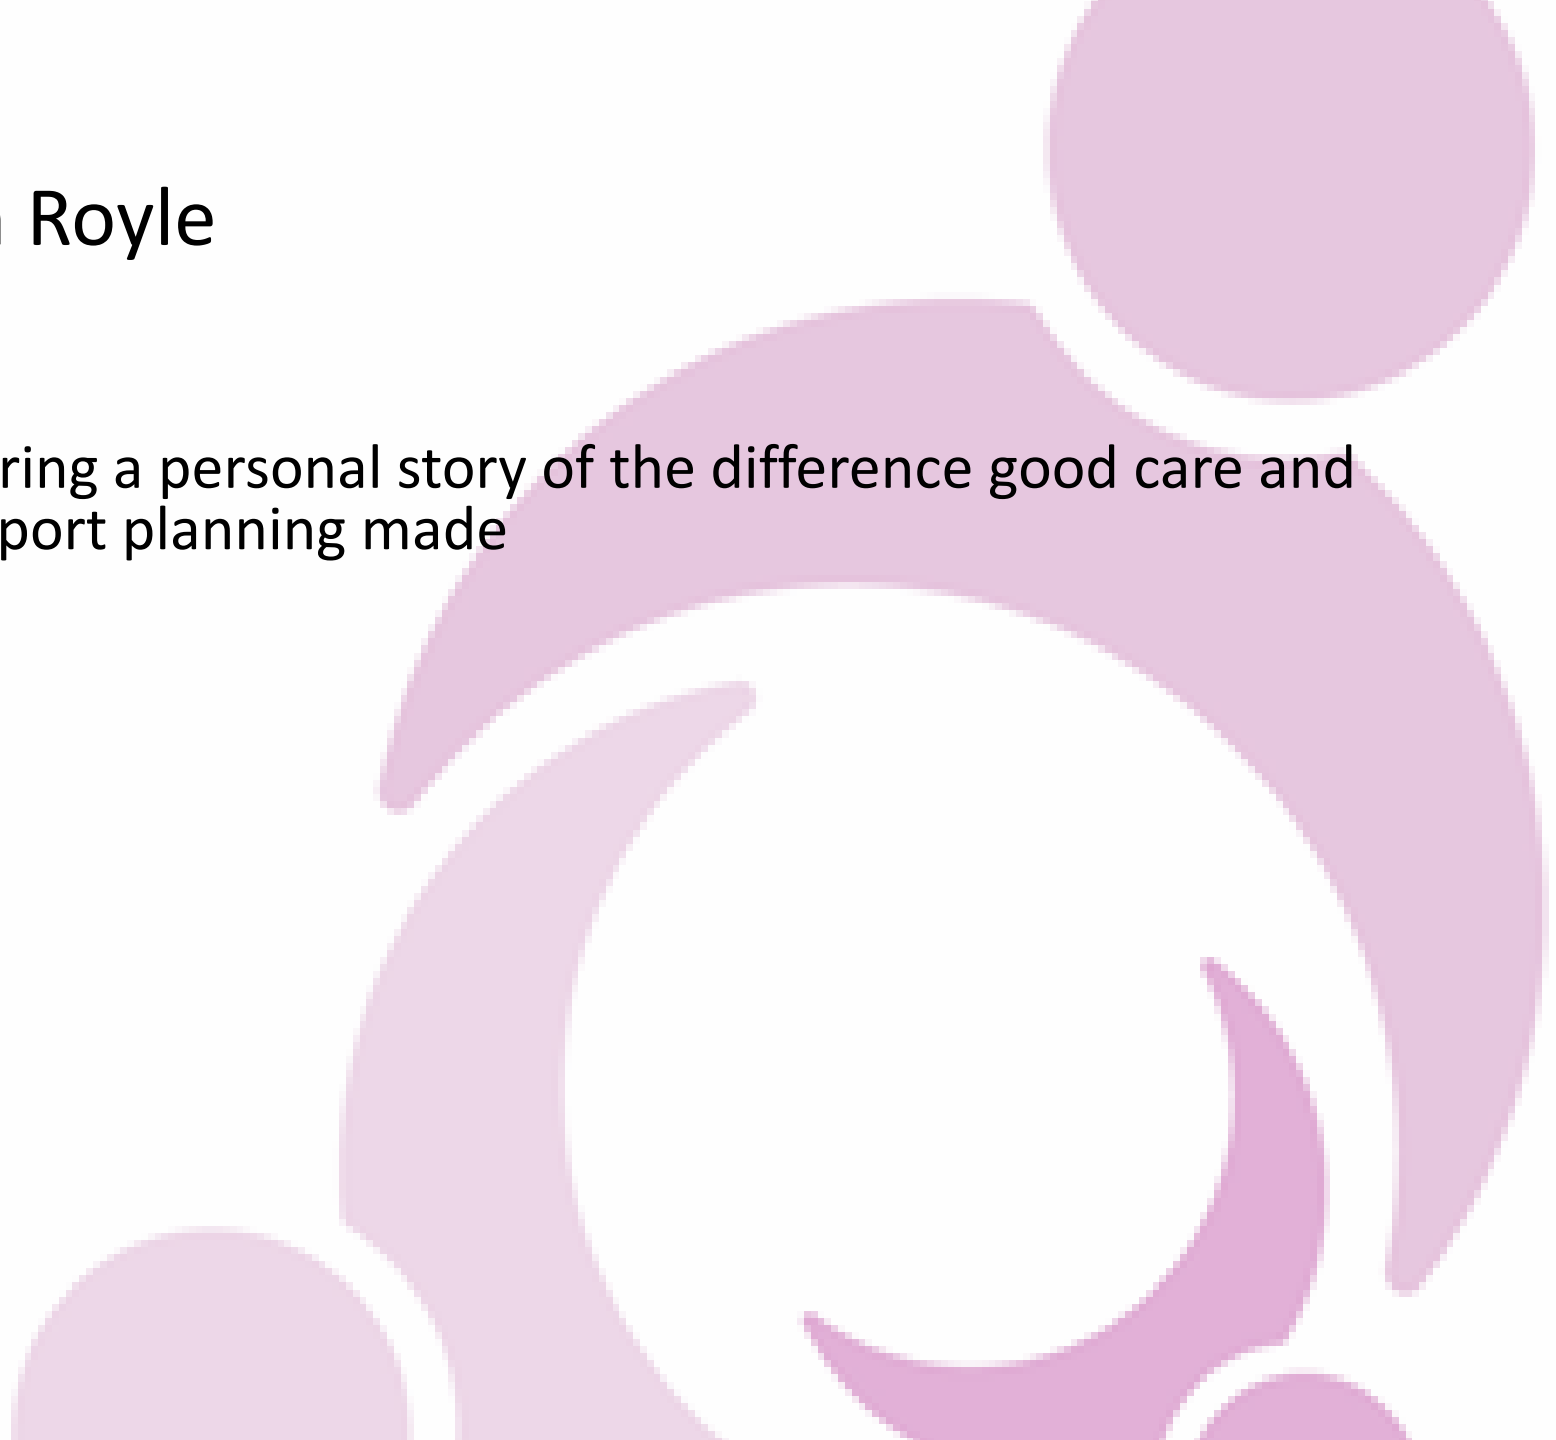 Royle
ring a personal story of the difference good care and
port planning made